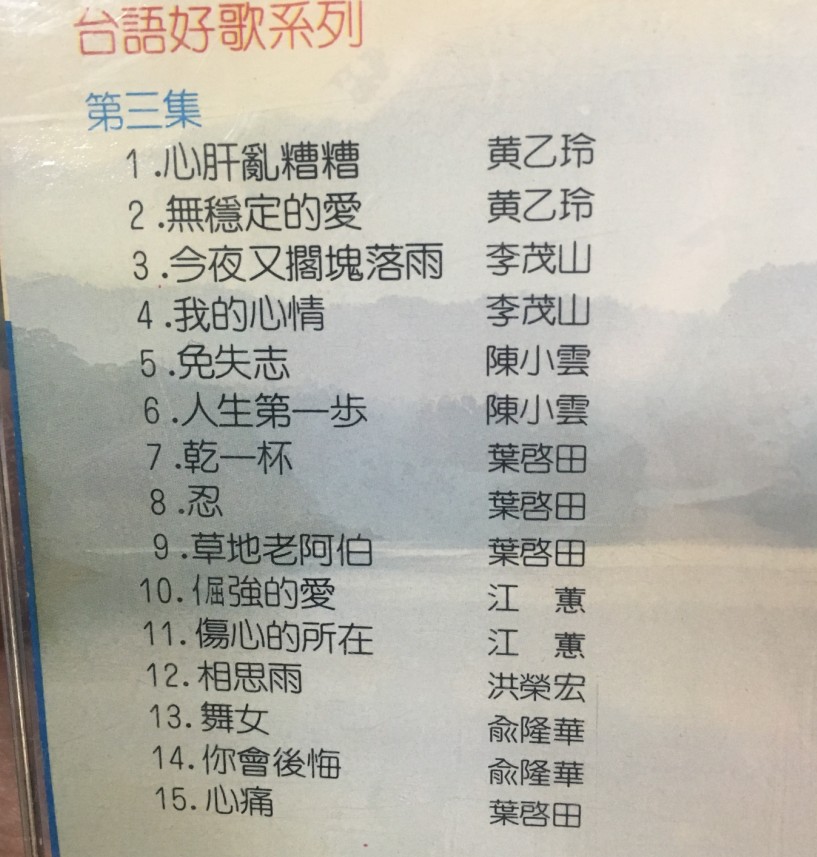 台語好歌系列
第三集
1.心肝亂糟糟 黄乙玲
2.無穩定的愛 黄乙玲
3.今夜又擱塊落雨 李茂山
4.我的心情 李茂山
5.免失志 陳小雲
6.人生第一步 陳小雲
7.乾一杯 葉啓田
8.忍 葉啓田
9.草地老阿伯 葉啓田
10.倔強的愛 江 蕙
11.傷心的所在 江 蕙
12.相思雨 洪榮宏
13.舞女 俞隆華
14.你會後悔 俞隆華
15.心痛 葉啓田